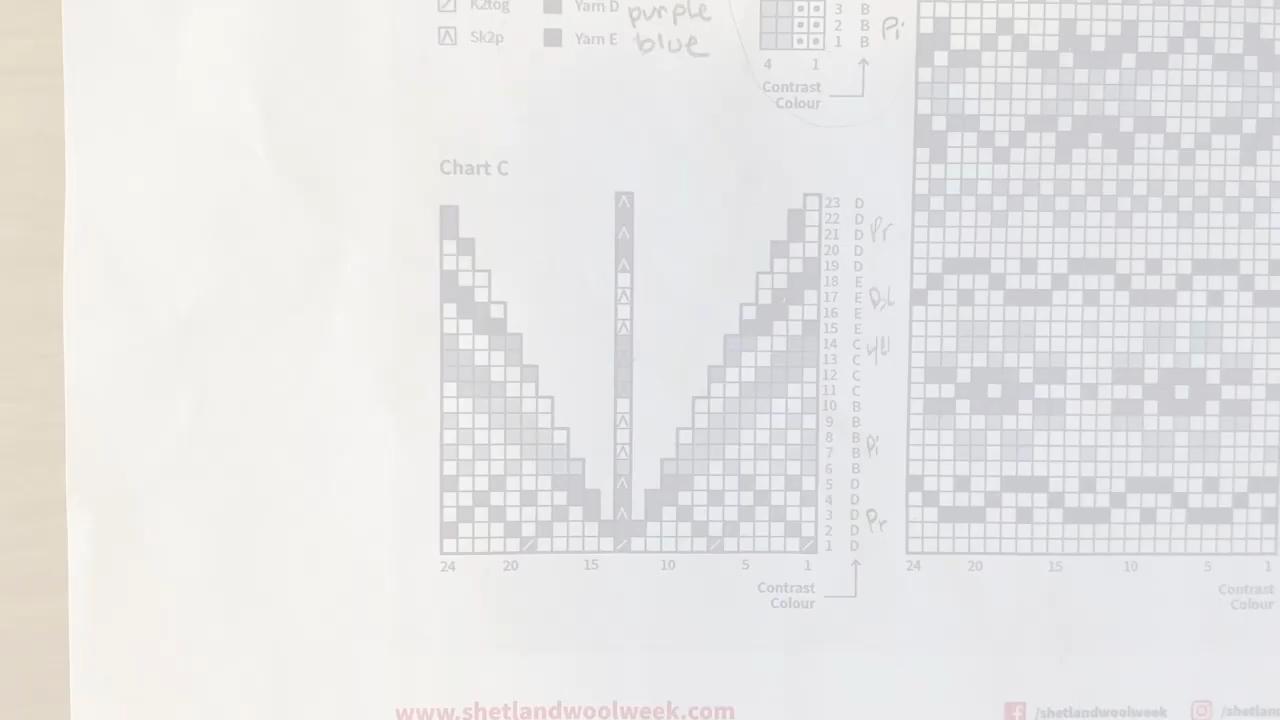 K2tog Yarn D purple
Sk2p Yarn E blue
3 B
2 B Pi
1 B
4 1
Contrast
Colour
Chart C
23 D
22 D
21 D Pr
20 D
19 D
18 E
17 E
16 E
15 E
14 C
13 C
12 C
11 C
10 B
9 B
8 B
7 B Pi
6 B
5 D
4 D
3 D Pr
2 D
1 D
24 20 15 10 5 1
Contrast
Colour
24 20 15 10 5 1
Contrast
Colour
www.shetlandwoolweek.com
/shetlandwoolweek